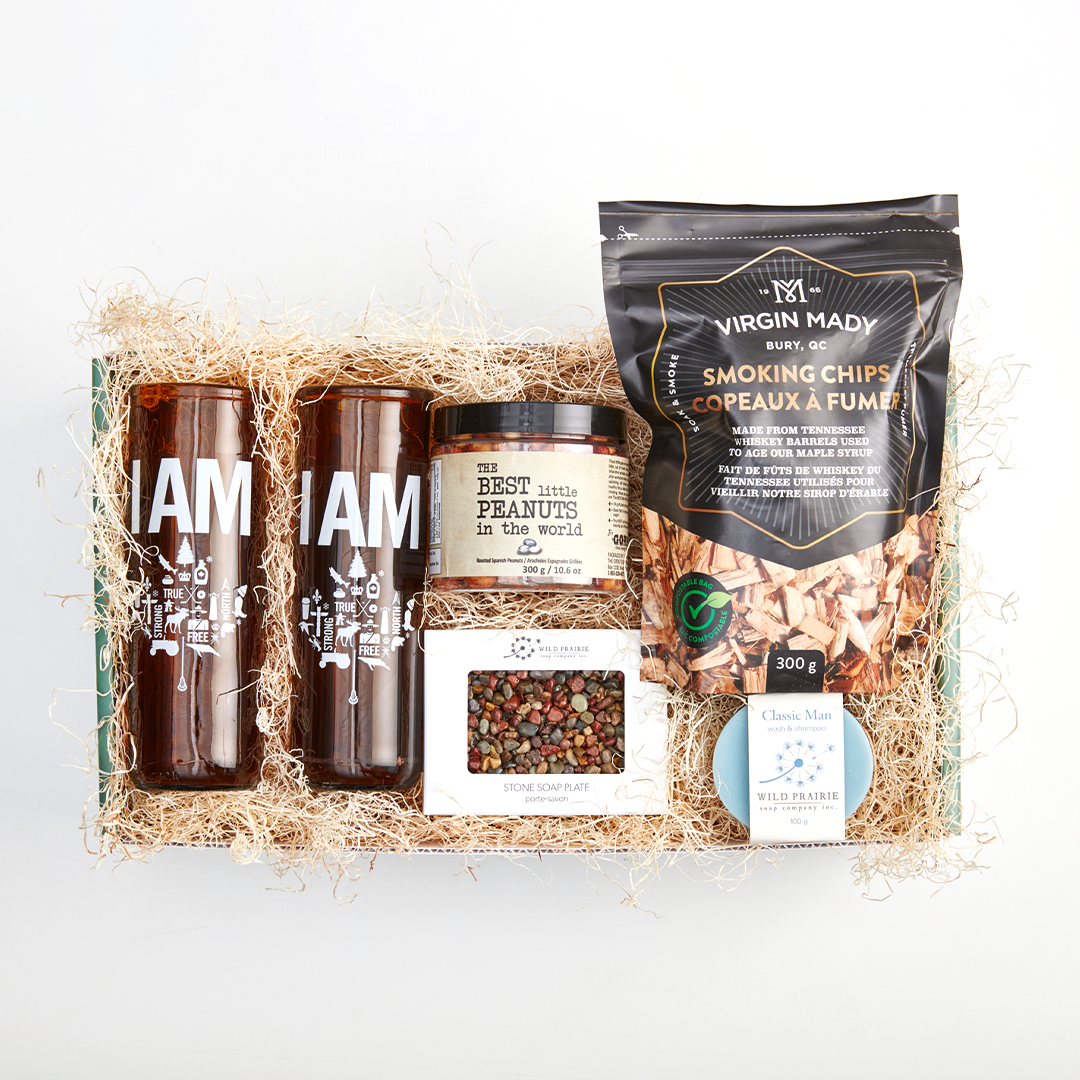 I AM
TRUE
STRONG
NORTH
FREE
I AM
TRUE
STRONG
NORTH
FREE
THE
BEST little
PEANUTS
in the world
Roasted Spanish Peanuts / Arachides Espagnoles Grillées
300 g / 10.6 oz
WILD PRAIRIE
soap company inc.
STONE SOAP PLATE
porte-savon
19 M 66
VIRGIN MADY
BURY, QC
SOAK & SMOKE
SMOKING CHIPS
COPEAUX À FUMER
MADE FROM TENNESSEE
WHISKEY BARRELS USED
TO AGE OUR MAPLE SYRUP
FAIT DE FÛTS DE WHISKEY DU
TENNESSEE UTILISÉS POUR
VIEILLIR NOTRE SIROP D'ÉRABLE
COMPOSTABLE BAG
COMPOSTABLE
300 g
Classic Man
wash & shampoo
WILD PRAIRIE
soap company inc.
100 g